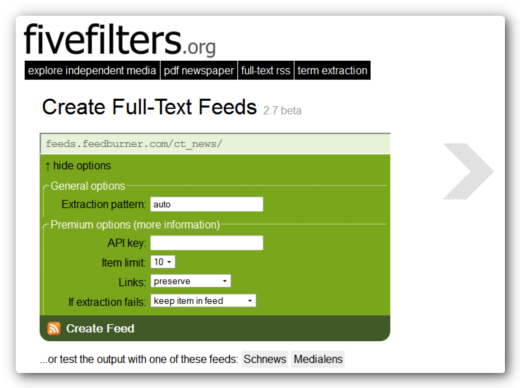 fivefilters.org
explore independent media pdf newspaper full-text rss term extraction
Create Full-Text Feeds 2.7 beta
feeds.feedburner.com/ct_news/
↑ hide options
General options
Extraction pattern: auto
Premium options (more information)
API key:
Item limit: 10
Links: preserve
If extraction fails: keep item in feed
Create Feed
...or test the output with one of these feeds: Schnews Medialens